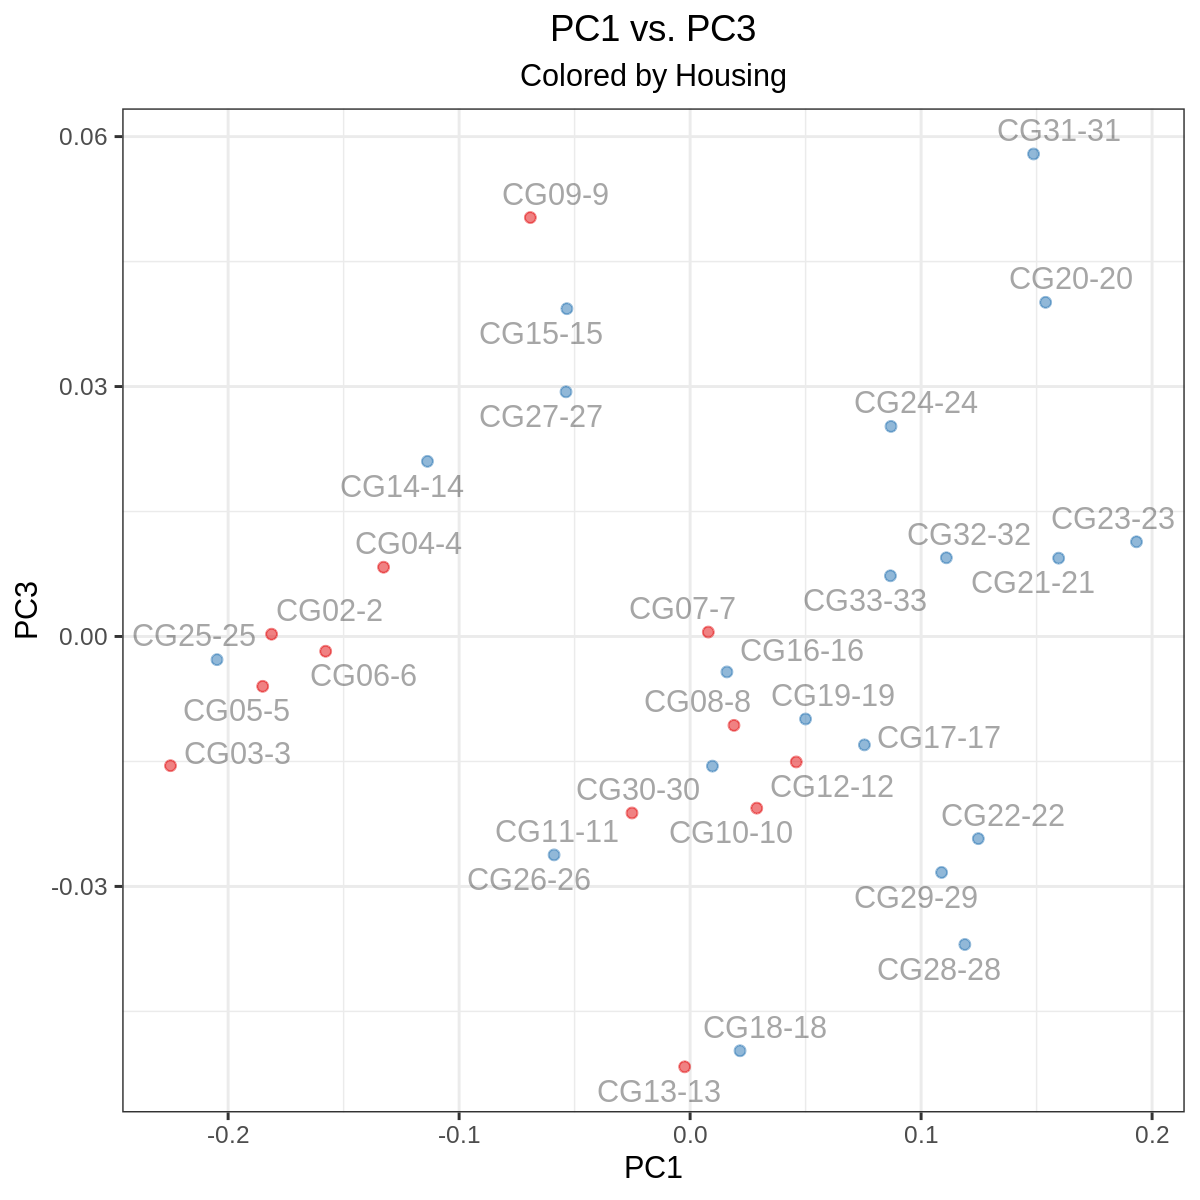 PC1 vs. PC3
Colored by Housing
CG31-31
0.06
CG09-9
CG20-20
CG15-15
0.03
CG24-24
CG27-27
CG14-14
CG23-23
CG32-32
CG04-4
CG21-21
CG33-33
PC3
CG02-2
CG07-7
0.00
CG25-25
CG16-16
CG06-6
CG19-19
CG08-8
CG05-5
CG17-17
CG03-3
CG12-12
CG30-30
CG22-22
CG11-11
CG10-10
CG26-26
-0.03
CG29-29
CG28-28
CG18-18
CG13-13
-0.2
-0.1
0.0
0.1
0.2
PC1